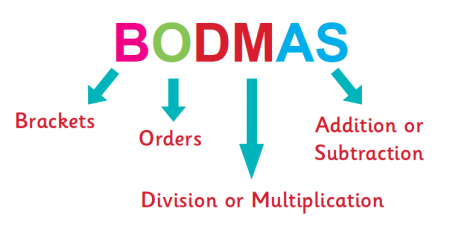 BODMAS
Brackets
Orders
Addition or
Subtraction
Division or Multiplication